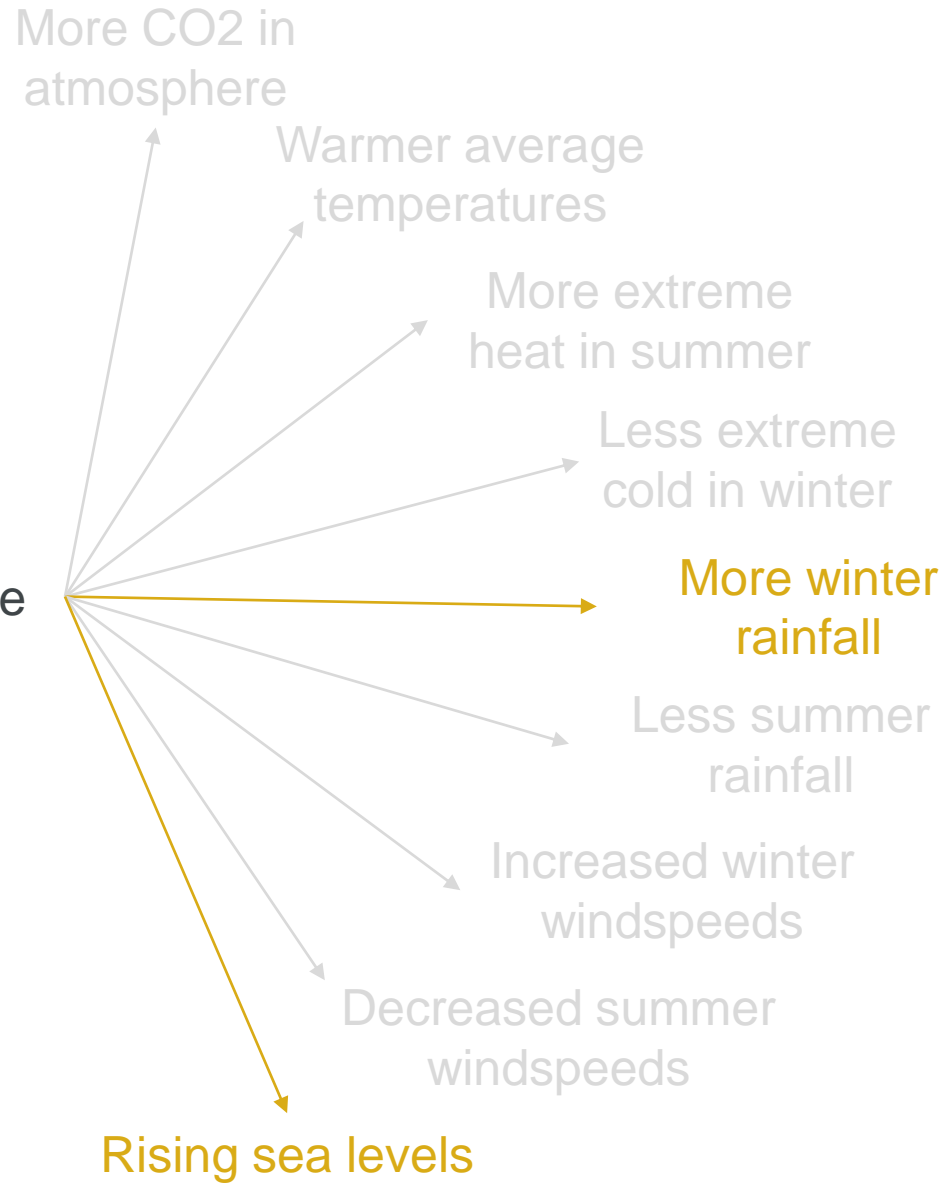 More CO2 in
atmosphere
Warmer average
temperatures
More extreme
heat in summer
Less extreme
cold in winter
e
More winter
rainfall
Less summer
rainfall
Increased winter
windspeeds
Decreased summer
windspeeds
Rising sea levels